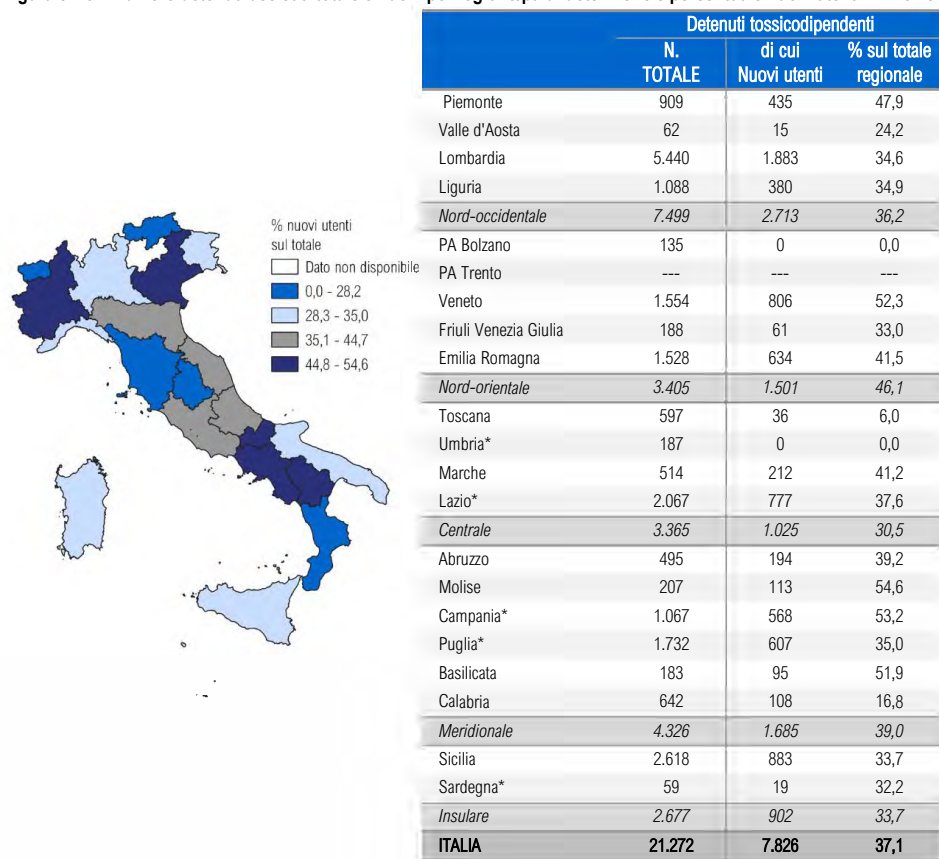 % nuovi utenti
sul totale
Dato non disponibile
0,0 - 28,2
28,3 - 35,0
35,1 - 44,7
44,8 - 54,6
Detenuti tossicodipendenti
N. TOTALE di cui Nuovi utenti % sul totale regionale
Piemonte 909 435 47,9
Valle d'Aosta 62 15 24,2
Lombardia 5.440 1.883 34,6
Liguria 1.088 380 34,9
Nord-occidentale 7.499 2.713 36,2
PA Bolzano 135 0 0,0
PA Trento --- --- ---
Veneto 1.554 806 52,3
Friuli Venezia Giulia 188 61 33,0
Emilia Romagna 1.528 634 41,5
Nord-orientale 3.405 1.501 46,1
Toscana 597 36 6,0
Umbria* 187 0 0,0
Marche 514 212 41,2
Lazio* 2.067 777 37,6
Centrale 3.365 1.025 30,5
Abruzzo 495 194 39,2
Molise 207 113 54,6
Campania* 1.067 568 53,2
Puglia* 1.732 607 35,0
Basilicata 183 95 51,9
Calabria 642 108 16,8
Meridionale 4.326 1.685 39,0
Sicilia 2.618 883 33,7
Sardegna* 59 19 32,2
Insulare 2.677 902 33,7
ITALIA 21.272 7.826 37,1